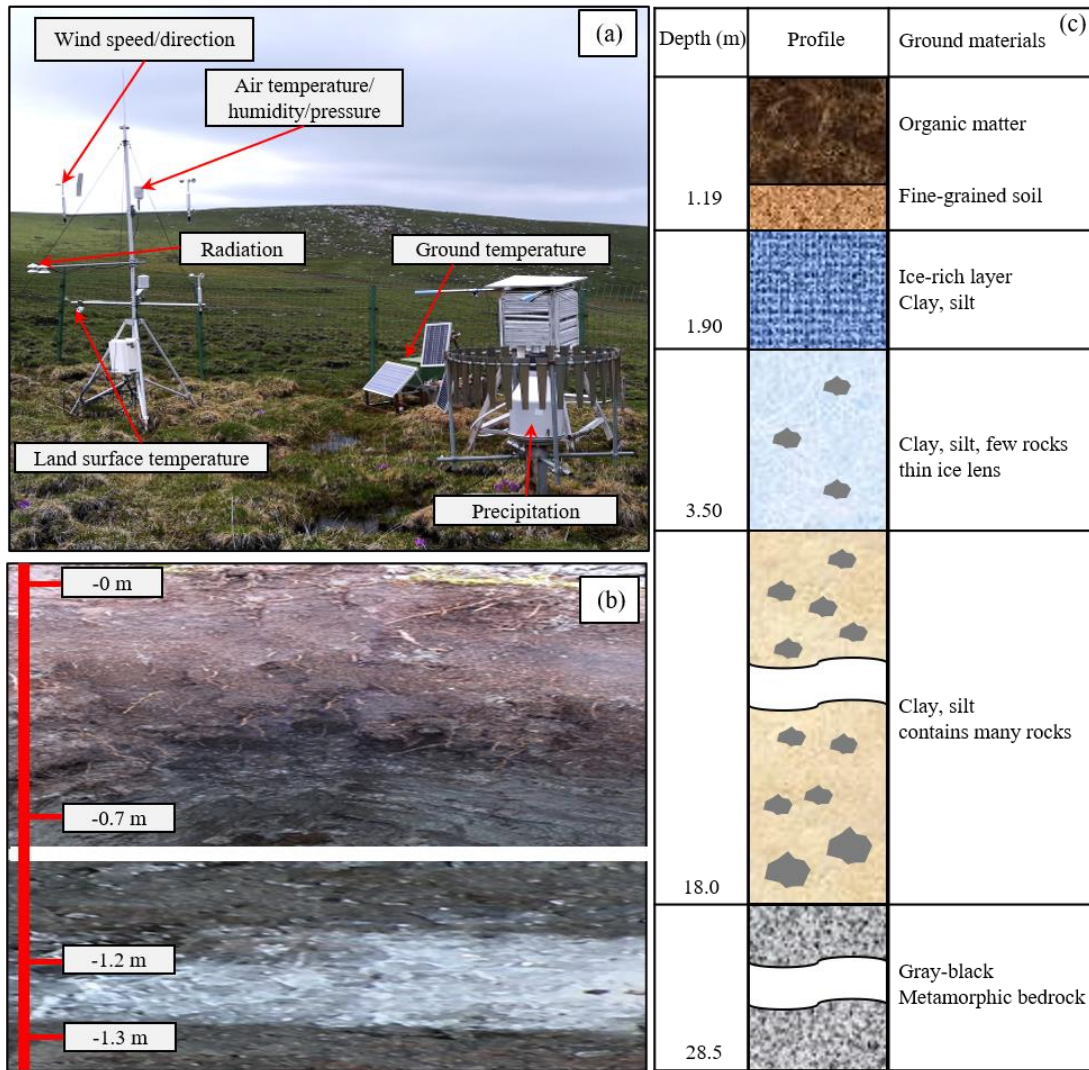 (a)
Wind speed/direction
Air temperature/
humidity/pressure
Radiation
Ground temperature
Land surface temperature
Precipitation
(b)
-0 m
-0.7 m
-1.2 m
-1.3 m
(c)
Depth (m) Profile Ground materials
Organic matter
1.19 Fine-grained soil
Ice-rich layer
Clay, silt
1.90
Clay, silt, few rocks
thin ice lens
3.50
Clay, silt
contains many rocks
18.0
Gray-black
Metamorphic bedrock
28.5